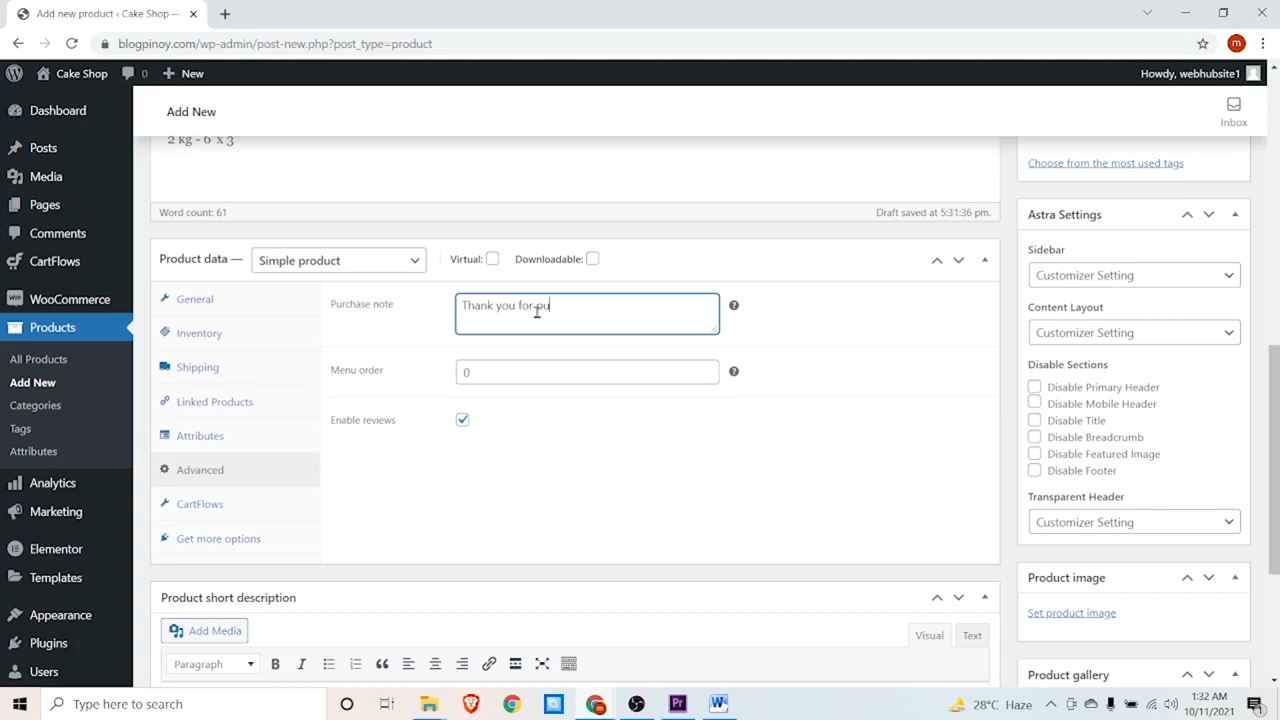 Add new product ‹ Cake Shop —
blogpinoy.com/wp-admin/post-new.php?post_type=product
m
Cake Shop
0
New
Howdy, webhubsite1
Dashboard
Posts
Media
Pages
Comments
CartFlows
WooCommerce
Products
All Products
Add New
Categories
Tags
Attributes
Analytics
Marketing
Elementor
Templates
Appearance
Plugins
Users
Add New
Inbox
2 kg - 6 x 3
Word count: 61
Draft saved at 5:31:36 pm.
Product data —
Simple product
Virtual:
Downloadable:
General
Inventory
Shipping
Linked Products
Attributes
Advanced
CartFlows
Get more options
Purchase note
Thank you for pu
Menu order
0
Enable reviews
Product short description
Add Media
Visual
Text
Paragraph
Choose from the most used tags
Astra Settings
Sidebar
Customizer Setting
Content Layout
Customizer Setting
Disable Sections
Disable Primary Header
Disable Mobile Header
Disable Title
Disable Breadcrumb
Disable Featured Image
Disable Footer
Transparent Header
Customizer Setting
Product image
Set product image
Product gallery
Type here to search
28°C Haze
1:32 AM
10/11/2021